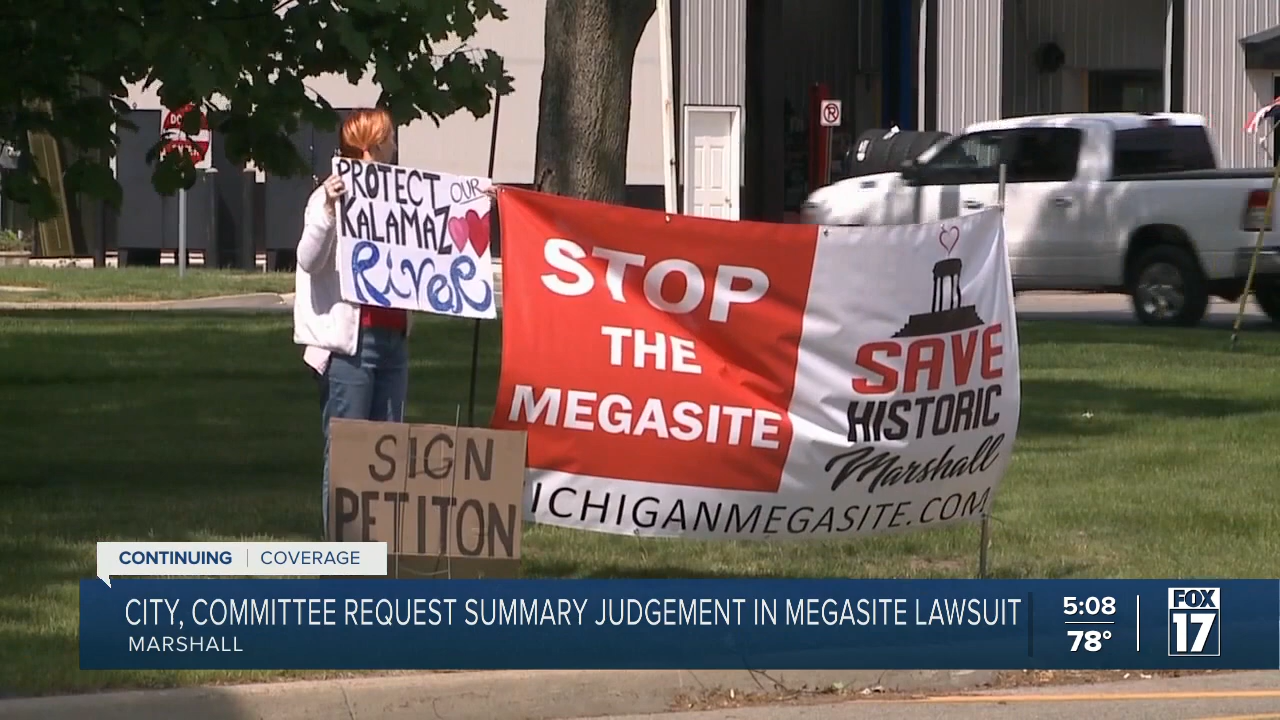 PROTECT
OUR
KALAMAZ
RIVER
STOP
THE
MEGASITE
SAVE
HISTORIC
Marshall
ICHIGANMEGASITE.COM
SIGN
PETITON
CONTINUING | COVERAGE
CITY, COMMITTEE REQUEST SUMMARY JUDGEMENT IN MEGASITE LAWSUIT
MARSHALL
5:08
78°
FOX
17